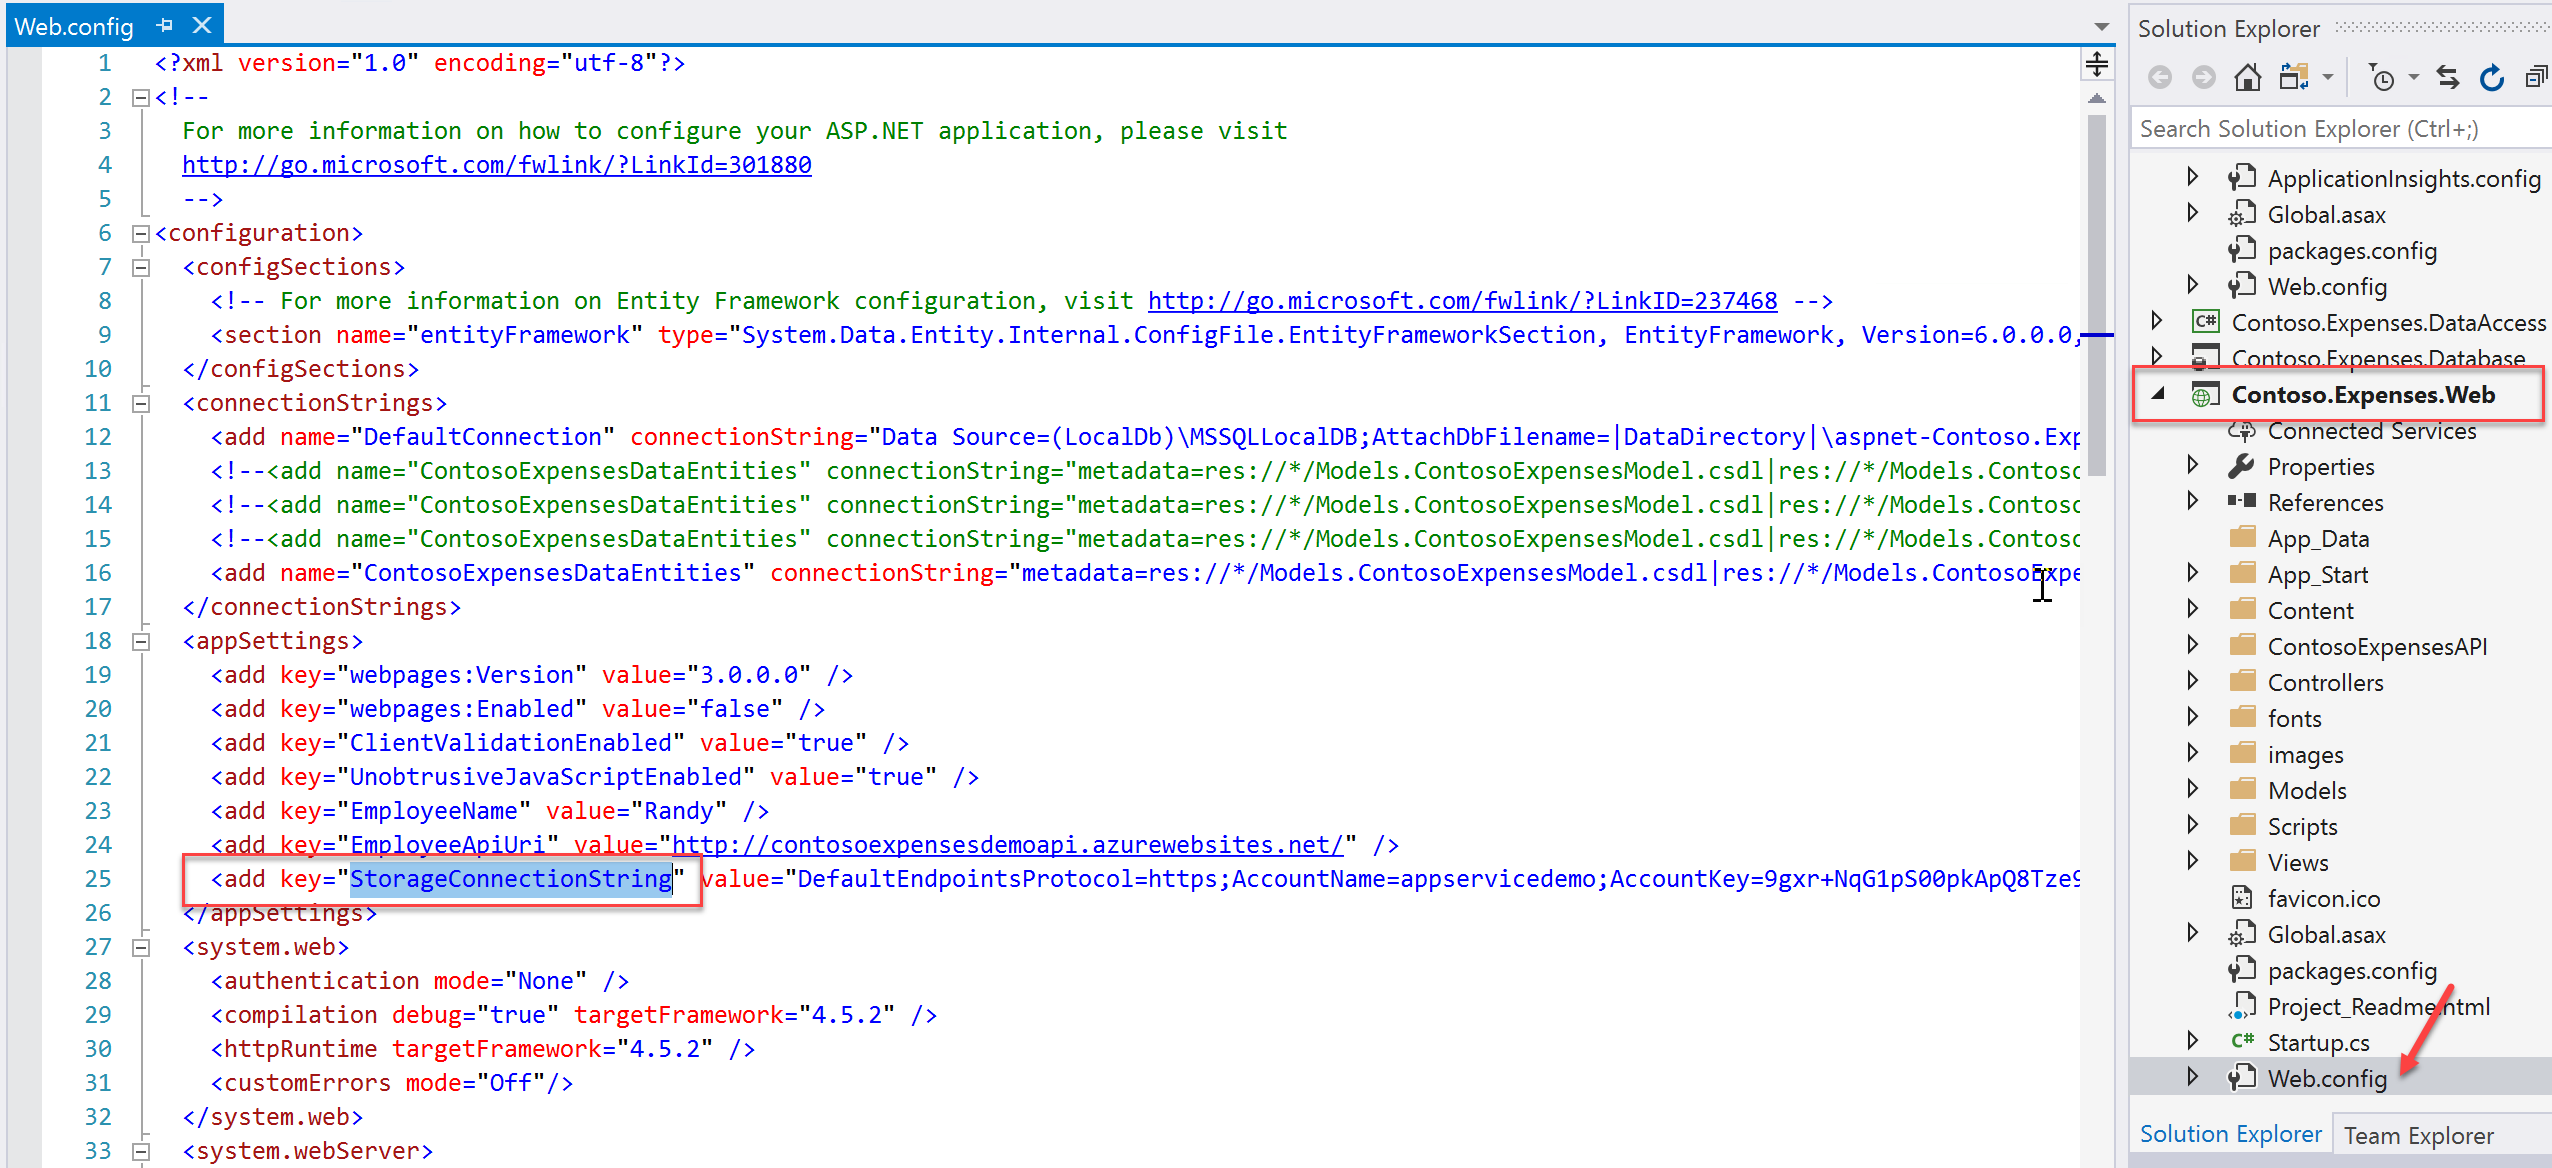 Web.config
1 <?xml version="1.0" encoding="utf-8"?>
2 <!--
3 For more information on how to configure your ASP.NET application, please visit
4 http://go.microsoft.com/fwlink/?LinkId=301880
5 -->
6 <configuration>
7 <configSections>
8 <!-- For more information on Entity Framework configuration, visit http://go.microsoft.com/fwlink/?LinkID=237468 -->
9 <section name="entityFramework" type="System.Data.Entity.Internal.ConfigFile.EntityFrameworkSection, EntityFramework, Version=6.0.0.0,
10 </configSections>
11 <connectionStrings>
12 <add name="DefaultConnection" connectionString="Data Source=(LocalDb)\MSSQLLocalDB;AttachDbFilename=|DataDirectory|\aspnet-Contoso.Exp
13 <!--<add name="ContosoExpensesDataEntities" connectionString="metadata=res://*/Models.ContosoExpensesModel.csdl|res://*/Models.Contoso
14 <!--<add name="ContosoExpensesDataEntities" connectionString="metadata=res://*/Models.ContosoExpensesModel.csdl|res://*/Models.Contoso
15 <!--<add name="ContosoExpensesDataEntities" connectionString="metadata=res://*/Models.ContosoExpensesModel.csdl|res://*/Models.Contoso
16 <add name="ContosoExpensesDataEntities" connectionString="metadata=res://*/Models.ContosoExpensesModel.csdl|res://*/Models.ContosoExpe
17 </connectionStrings>
18 <appSettings>
19 <add key="webpages:Version" value="3.0.0.0" />
20 <add key="webpages:Enabled" value="false" />
21 <add key="ClientValidationEnabled" value="true" />
22 <add key="UnobtrusiveJavaScriptEnabled" value="true" />
23 <add key="EmployeeName" value="Randy" />
24 <add key="EmployeeApiUri" value="http://contosoexpensesdemoapi.azurewebsites.net/" />
25 <add key="StorageConnectionString" value="DefaultEndpointsProtocol=https;AccountName=appservicedemo;AccountKey=9gxr+NqG1pS00pkApQ8Tze9
26 </appSettings>
27 <system.web>
28 <authentication mode="None" />
29 <compilation debug="true" targetFramework="4.5.2" />
30 <httpRuntime targetFramework="4.5.2" />
31 <customErrors mode="Off"/>
32 </system.web>
33 <system.webServer>
Solution Explorer
Search Solution Explorer (Ctrl+;)
ApplicationInsights.config
Global.asax
packages.config
Web.config
C# Contoso.Expenses.DataAccess
Contoso.Expenses.Database
Contoso.Expenses.Web
Connected Services
Properties
References
App_Data
App_Start
Content
ContosoExpensesAPI
Controllers
fonts
images
Models
Scripts
Views
favicon.ico
Global.asax
packages.config
Project_Readme.html
C# Startup.cs
Web.config
Solution Explorer
Team Explorer